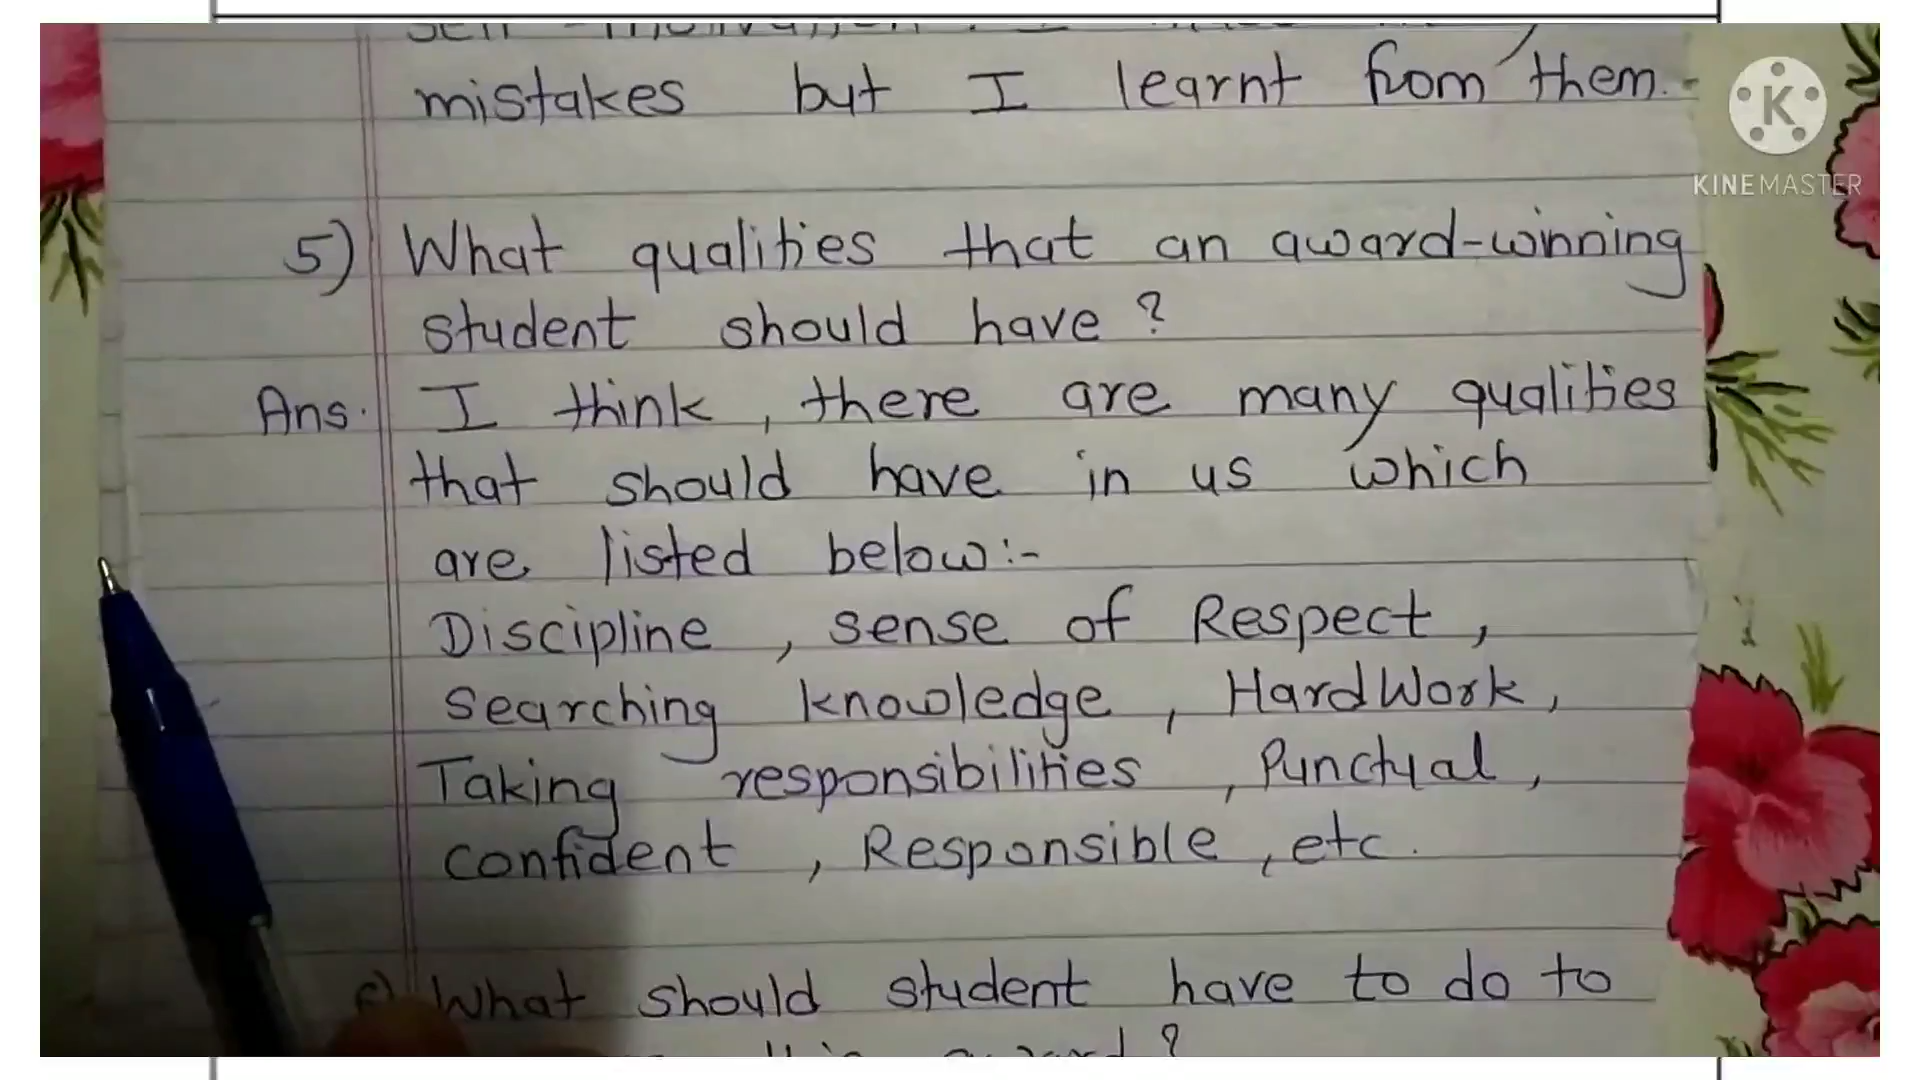 mistakes but I learnt from them.-
K
KINEMASTER
5) What qualities that an award-winning
student should have ?
Ans. I think , there are many qualities
that should have in us which
are listed below:-
Discipline , sense of Respect ,
Searching knowledge , HardWork ,
Taking responsibilities , Punctual ,
confident , Responsible , etc.
What should student have to do to
award ?